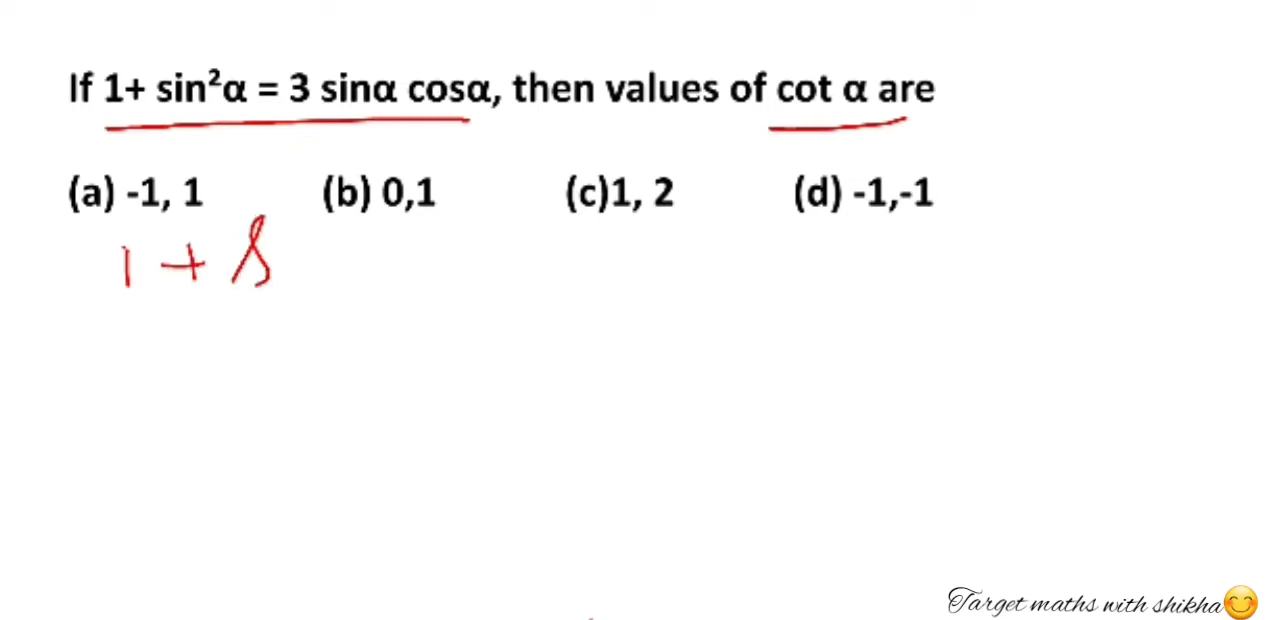 If 1+ sin²α = 3 sinα cosα, then values of cot α are
(a) -1, 1 (b) 0,1 (c)1, 2 (d) -1,-1
1 + s
Target maths with shikha😊